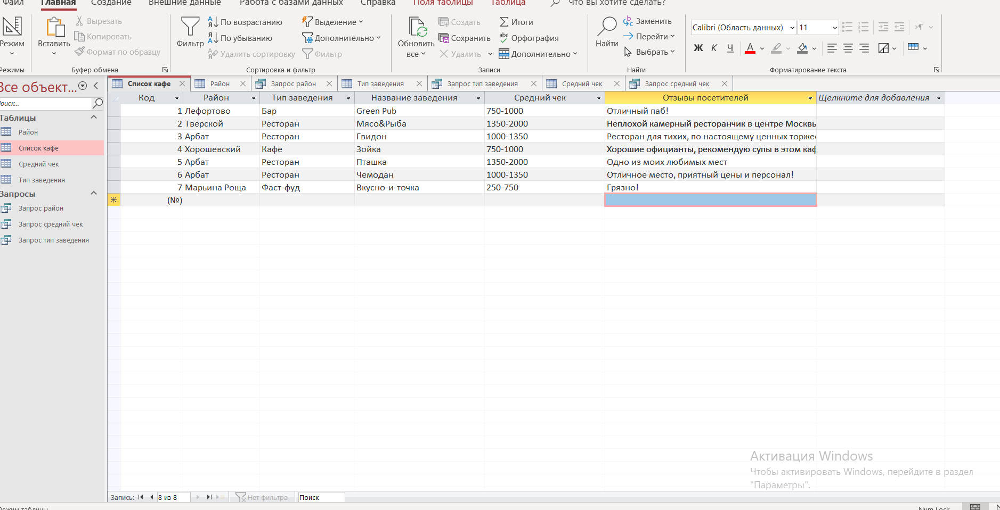 Файл Главная Создание Внешние данные Работа с базами данных Справка Поля таблицы Таблица Что вы хотите сделать?
Режим
Режимы
Вставить
Вырезать
Копировать
Формат по образцу
Буфер обмена
Фильтр
По возрастанию
По убыванию
Удалить сортировку
Выделение
Дополнительно
Фильтр
Сортировка и фильтр
Обновить
все
Создать
Сохранить
Удалить
Итоги
Орфография
Дополнительно
Записи
Найти
Заменить
Перейти
Выбрать
Найти
Calibri (Область данных) 11
Ж К Ч А
Форматирование текста
Все объект...
Поиск...
Таблицы
Район
Список кафе
Средний чек
Тип заведения
Запросы
Запрос район
Запрос средний чек
Запрос тип заведения
Список кафе Район Запрос район Тип заведения Запрос тип заведения Средний чек Запрос средний чек
Код Район Тип заведения Название заведения Средний чек Отзывы посетителей Щелкните для добавления
1 Лефортово Бар Green Pub 750-1000 Отличный паб!
2 Тверской Ресторан Мясо&Рыба 1350-2000 Неплохой камерный ресторанчик в центре Москвы
3 Арбат Ресторан Гвидон 1000-1350 Ресторан для тихих, по настоящему ценных торжес
4 Хорошевский Кафе Зойка 750-1000 Хорошие официанты, рекомендую супы в этом каф
5 Арбат Ресторан Пташка 1350-2000 Одно из моих любимых мест
6 Арбат Ресторан Чемодан 1000-1350 Отличное место, приятный цены и персонал!
7 Марьина Роща Фаст-фуд Вкусно-и-точка 250-750 Грязно!
(№)
Активация Windows
Чтобы активировать Windows, перейдите в раздел
"Параметры".
Запись: 8 из 8 Нет фильтра Поиск
Режим таблицы Num Lock